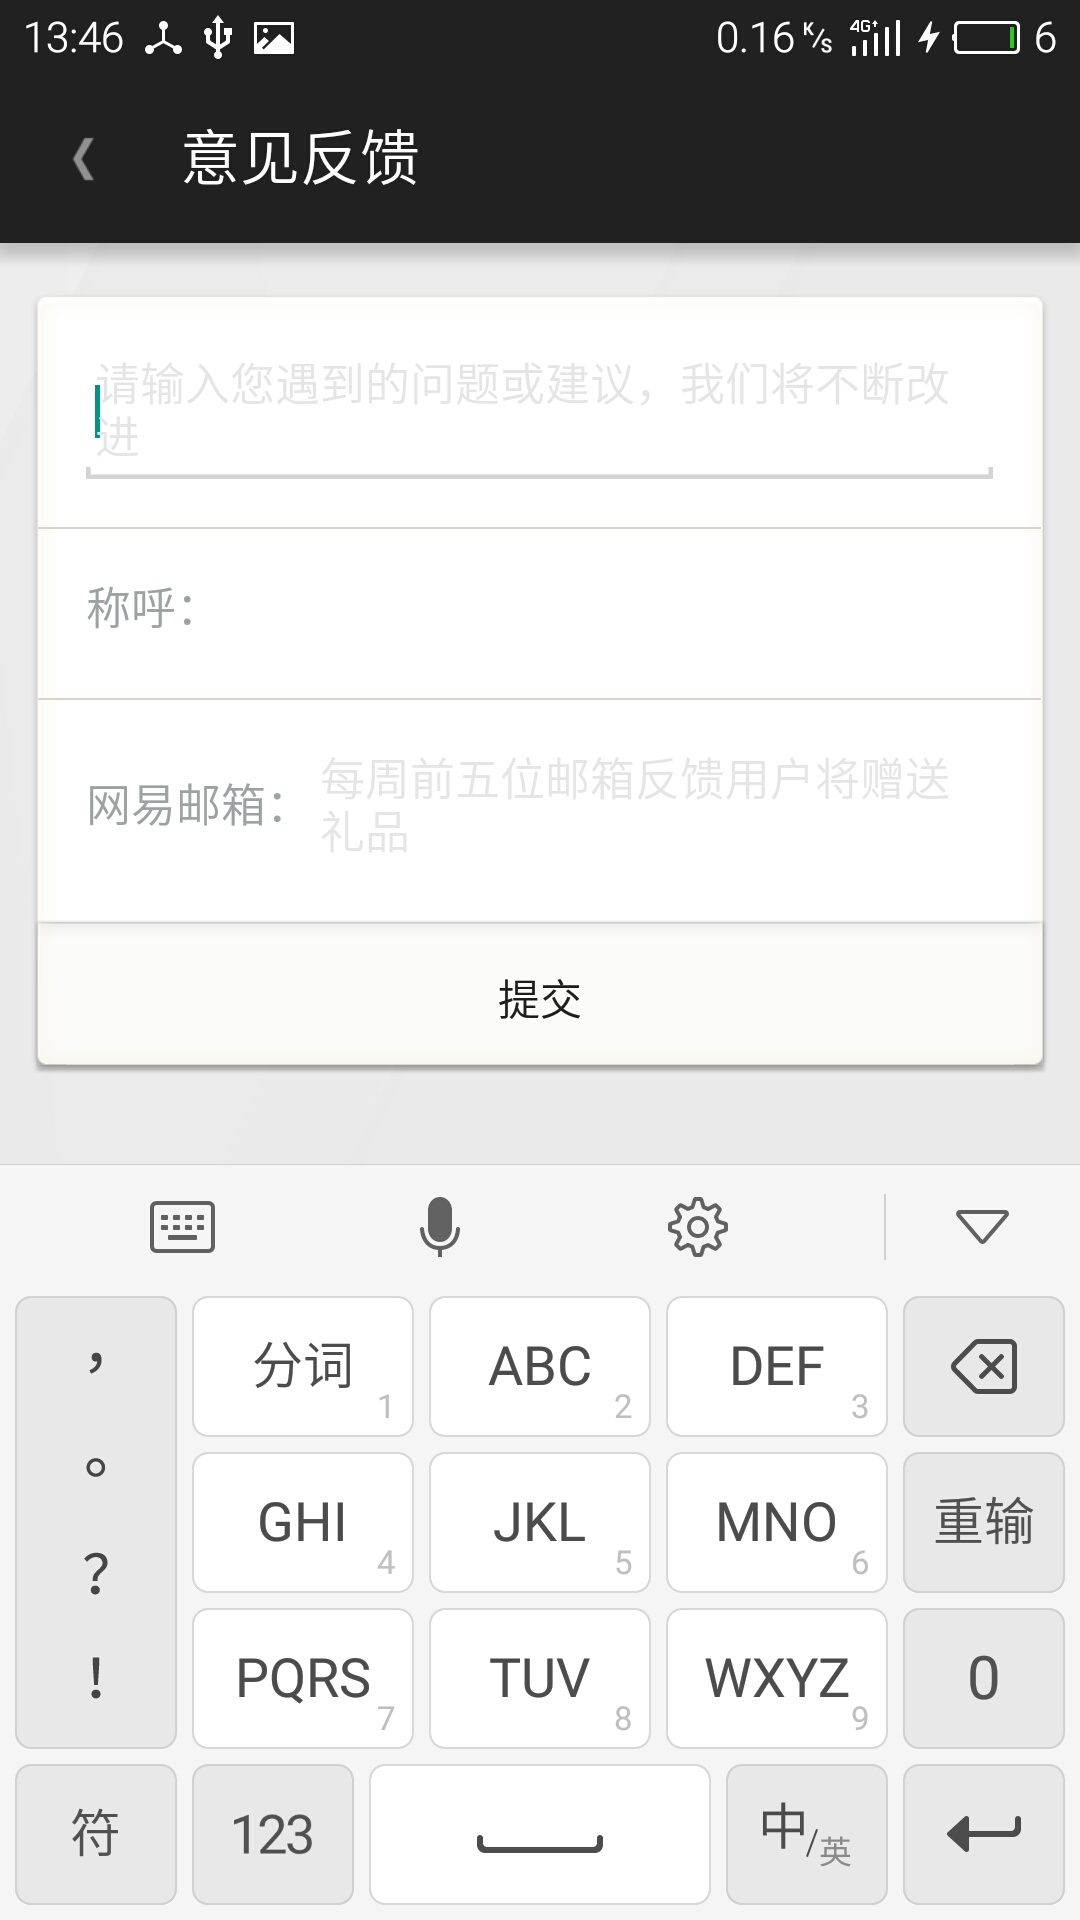 13:46 0.16 K/s 4G+ 6
意见反馈
请输入您遇到的问题或建议，我们将不断改
进
称呼：
网易邮箱：
每周前五位邮箱反馈用户将赠送
礼品
提交
， 分词 1 ABC 2 DEF 3
。 GHI 4 JKL 5 MNO 6 重输
？ PQRS 7 TUV 8 WXYZ 9 0
！
符 123 中/英